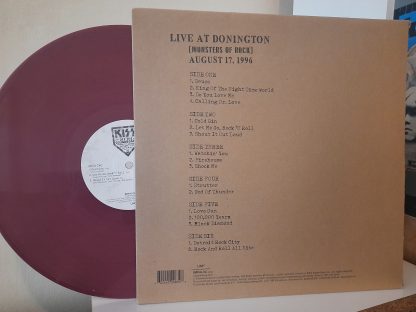 LIVE AT DONINGTON
[MONSTERS OF ROCK]
AUGUST 17, 1996
SIDE ONE
1. Deuce
2. King Of The Night Time World
3. Do You Love Me
4. Calling Dr. Love
SIDE TWO
1. Cold Gin
2. Let Me Go, Rock 'N Roll
3. Shout It Out Loud
SIDE THREE
1. Watchin' You
2. Firehouse
3. Shock Me
SIDE FOUR
1. Strutter
2. God Of Thunder
SIDE FIVE
1. Love Gun
2. 100,000 Years
3. Black Diamond
SIDE SIX
1. Detroit Rock City
2. Rock And Roll All Nite
KISS